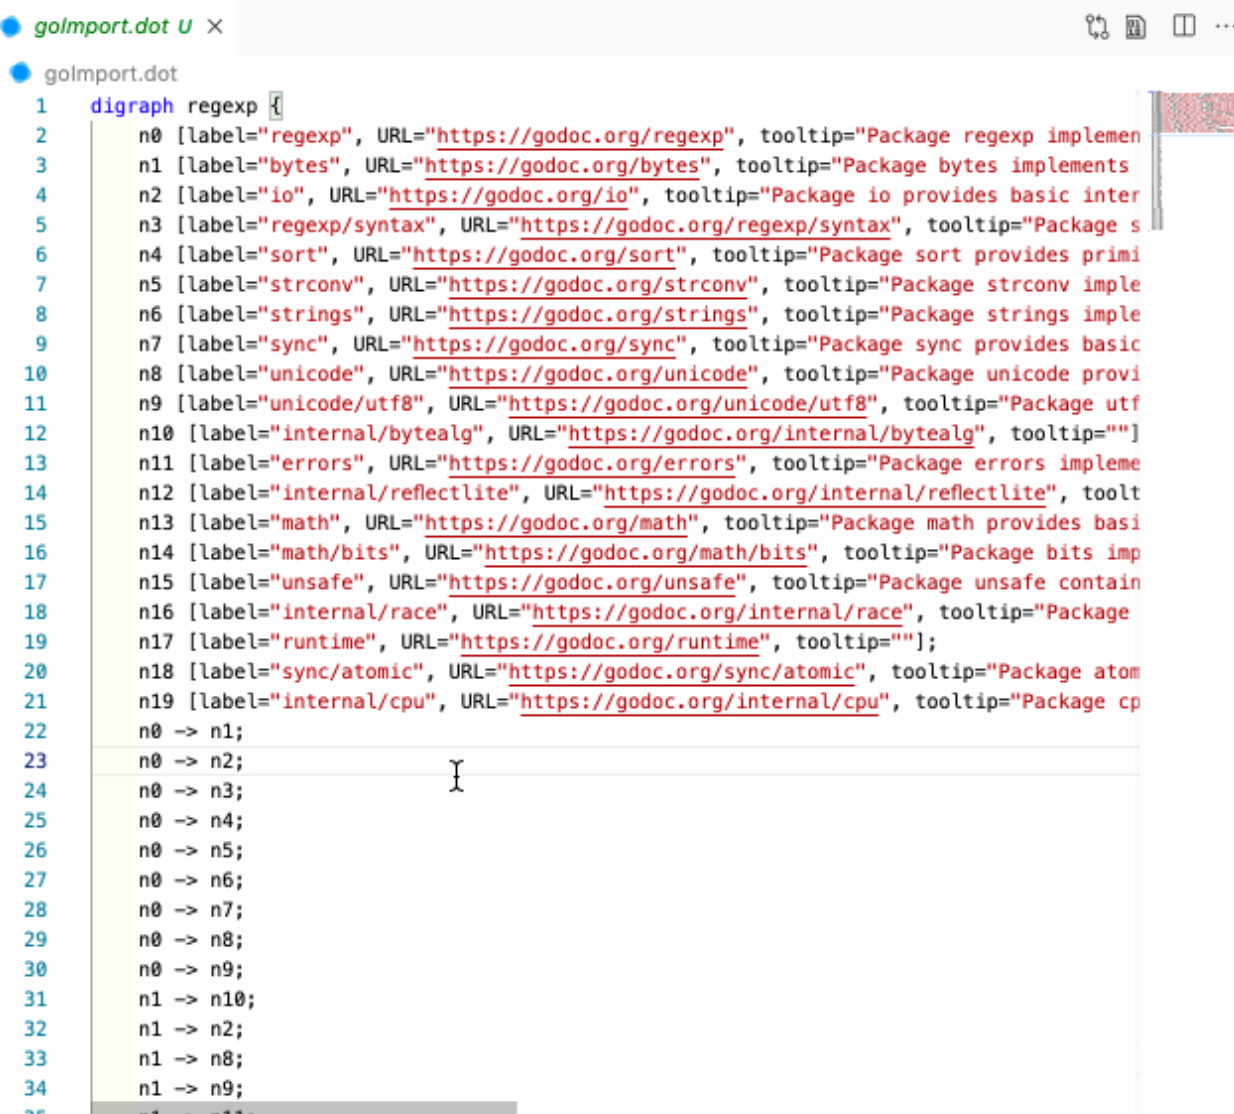 goImport.dot U
goImport.dot
1 digraph regexp {
2 n0 [label="regexp", URL="https://godoc.org/regexp", tooltip="Package regexp implemen
3 n1 [label="bytes", URL="https://godoc.org/bytes", tooltip="Package bytes implements
4 n2 [label="io", URL="https://godoc.org/io", tooltip="Package io provides basic inter
5 n3 [label="regexp/syntax", URL="https://godoc.org/regexp/syntax", tooltip="Package s
6 n4 [label="sort", URL="https://godoc.org/sort", tooltip="Package sort provides primi
7 n5 [label="strconv", URL="https://godoc.org/strconv", tooltip="Package strconv imple
8 n6 [label="strings", URL="https://godoc.org/strings", tooltip="Package strings imple
9 n7 [label="sync", URL="https://godoc.org/sync", tooltip="Package sync provides basic
10 n8 [label="unicode", URL="https://godoc.org/unicode", tooltip="Package unicode provi
11 n9 [label="unicode/utf8", URL="https://godoc.org/unicode/utf8", tooltip="Package utf
12 n10 [label="internal/bytealg", URL="https://godoc.org/internal/bytealg", tooltip=""]
13 n11 [label="errors", URL="https://godoc.org/errors", tooltip="Package errors impleme
14 n12 [label="internal/reflectlite", URL="https://godoc.org/internal/reflectlite", toolt
15 n13 [label="math", URL="https://godoc.org/math", tooltip="Package math provides basi
16 n14 [label="math/bits", URL="https://godoc.org/math/bits", tooltip="Package bits imp
17 n15 [label="unsafe", URL="https://godoc.org/unsafe", tooltip="Package unsafe contain
18 n16 [label="internal/race", URL="https://godoc.org/internal/race", tooltip="Package
19 n17 [label="runtime", URL="https://godoc.org/runtime", tooltip=""];
20 n18 [label="sync/atomic", URL="https://godoc.org/sync/atomic", tooltip="Package atom
21 n19 [label="internal/cpu", URL="https://godoc.org/internal/cpu", tooltip="Package cp
22 n0 -> n1;
23 n0 -> n2;
24 n0 -> n3;
25 n0 -> n4;
26 n0 -> n5;
27 n0 -> n6;
28 n0 -> n7;
29 n0 -> n8;
30 n0 -> n9;
31 n1 -> n10;
32 n1 -> n2;
33 n1 -> n8;
34 n1 -> n9;